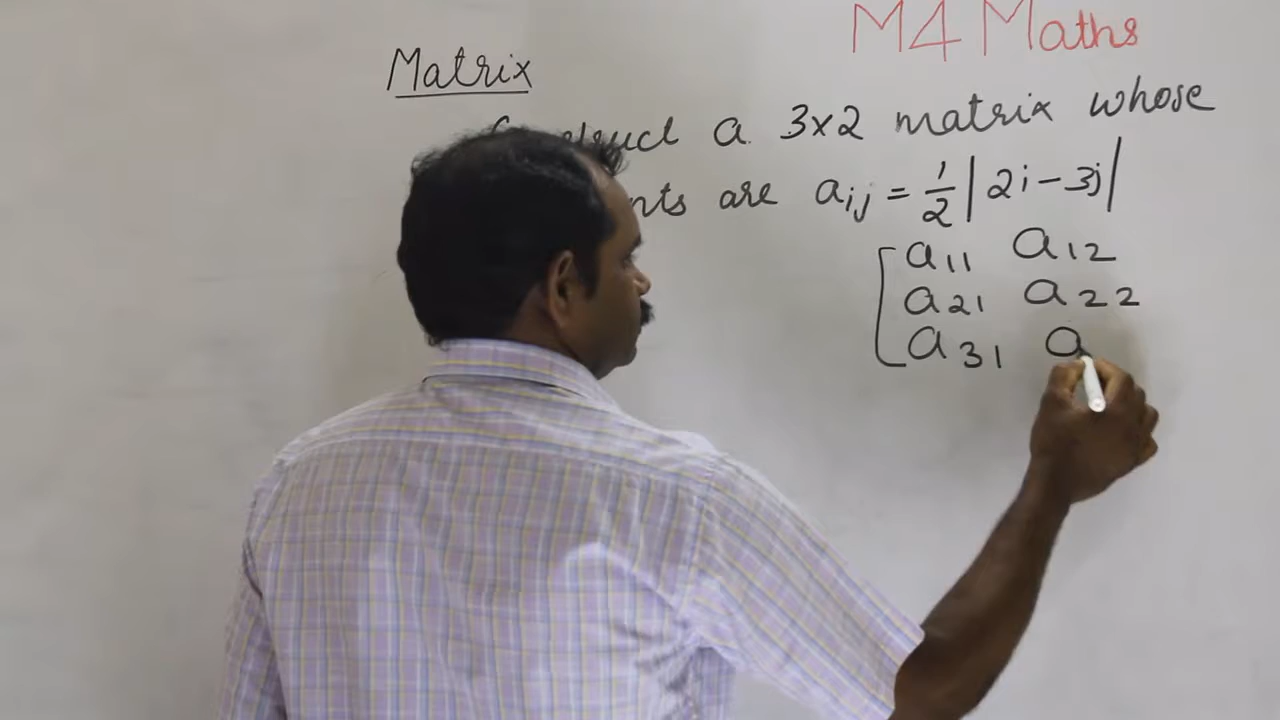 M4 Maths
Matrix
a 3x2 matrix whose
are aij = 1/2 |2i - 3j|
a11 a12
a21 a22
a31 a